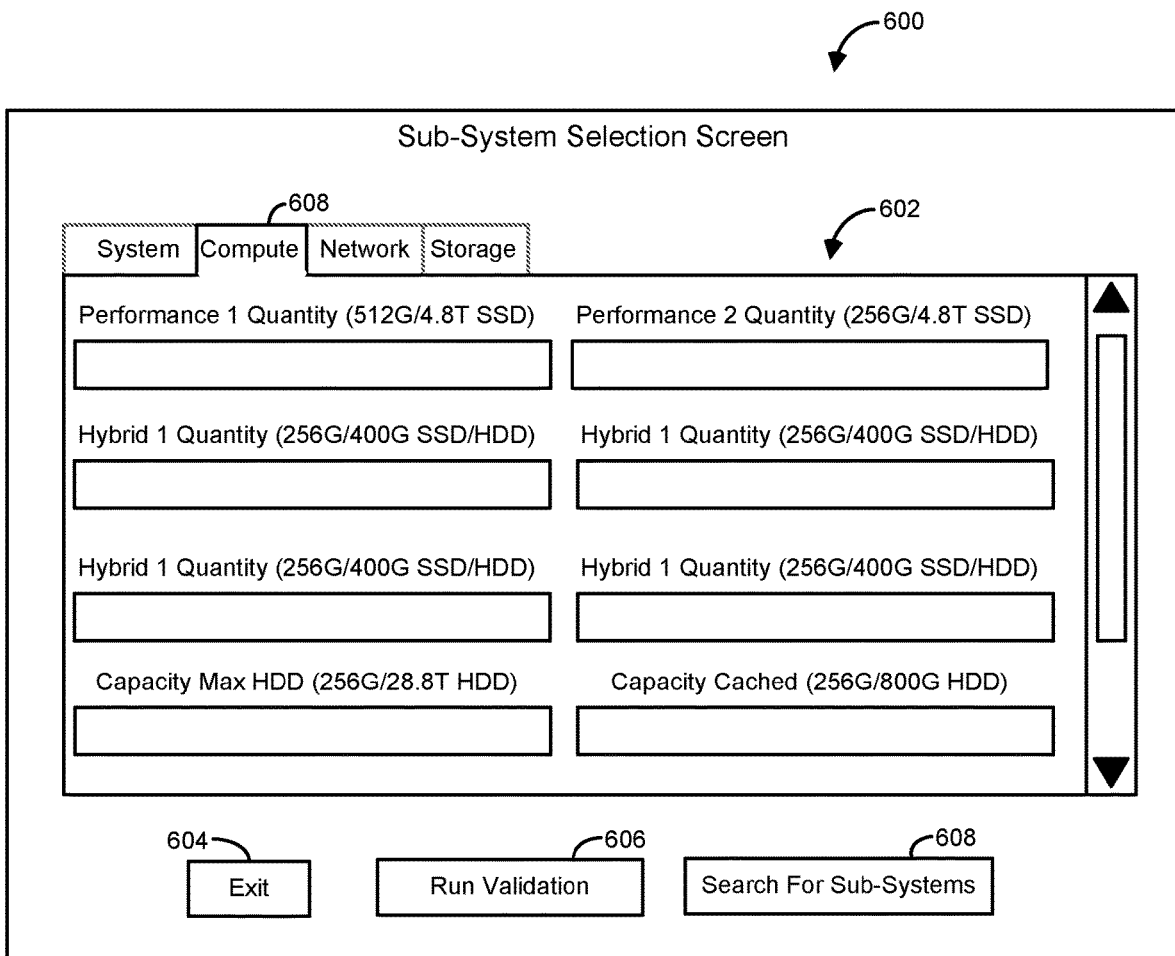 600
Sub-System Selection Screen
608
602
System Compute Network Storage
Performance 1 Quantity (512G/4.8T SSD) Performance 2 Quantity (256G/4.8T SSD)
Hybrid 1 Quantity (256G/400G SSD/HDD) Hybrid 1 Quantity (256G/400G SSD/HDD)
Hybrid 1 Quantity (256G/400G SSD/HDD) Hybrid 1 Quantity (256G/400G SSD/HDD)
Capacity Max HDD (256G/28.8T HDD) Capacity Cached (256G/800G HDD)
604 606 608
Exit Run Validation Search For Sub-Systems